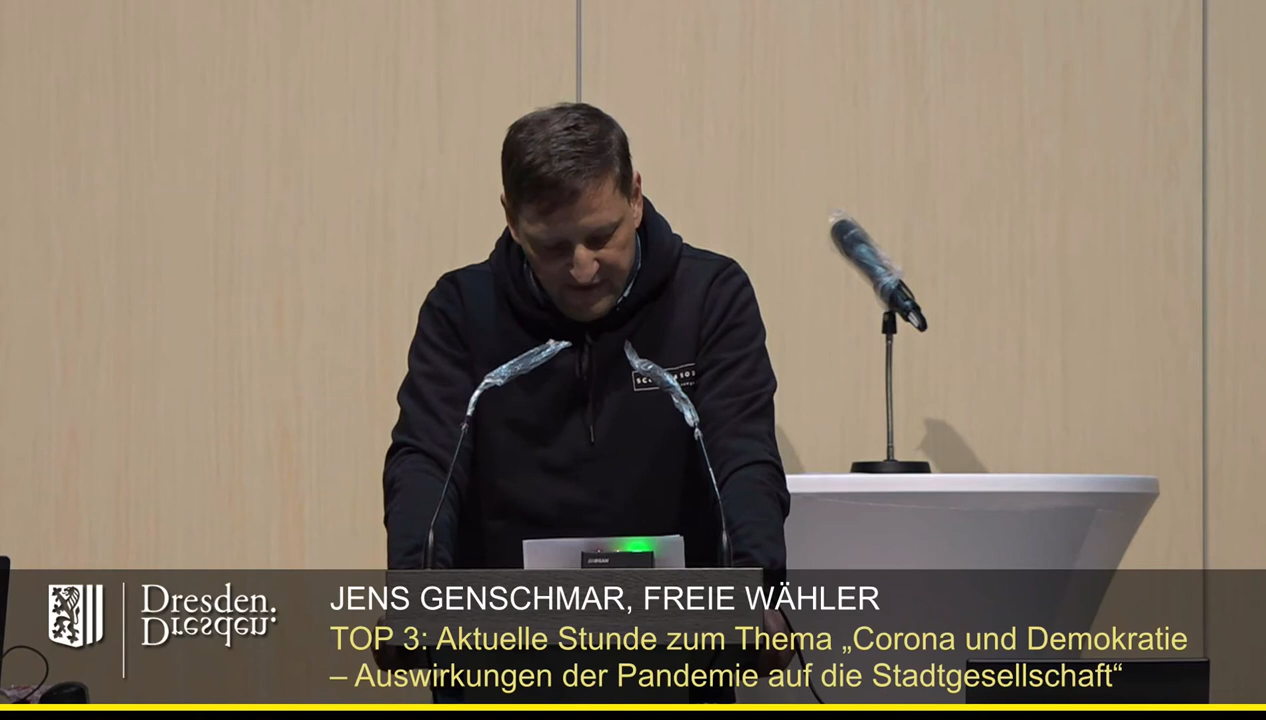 Dresden.
Dresden.
JENS GENSCHMAR, FREIE WÄHLER
TOP 3: Aktuelle Stunde zum Thema „Corona und Demokratie
– Auswirkungen der Pandemie auf die Stadtgesellschaft“